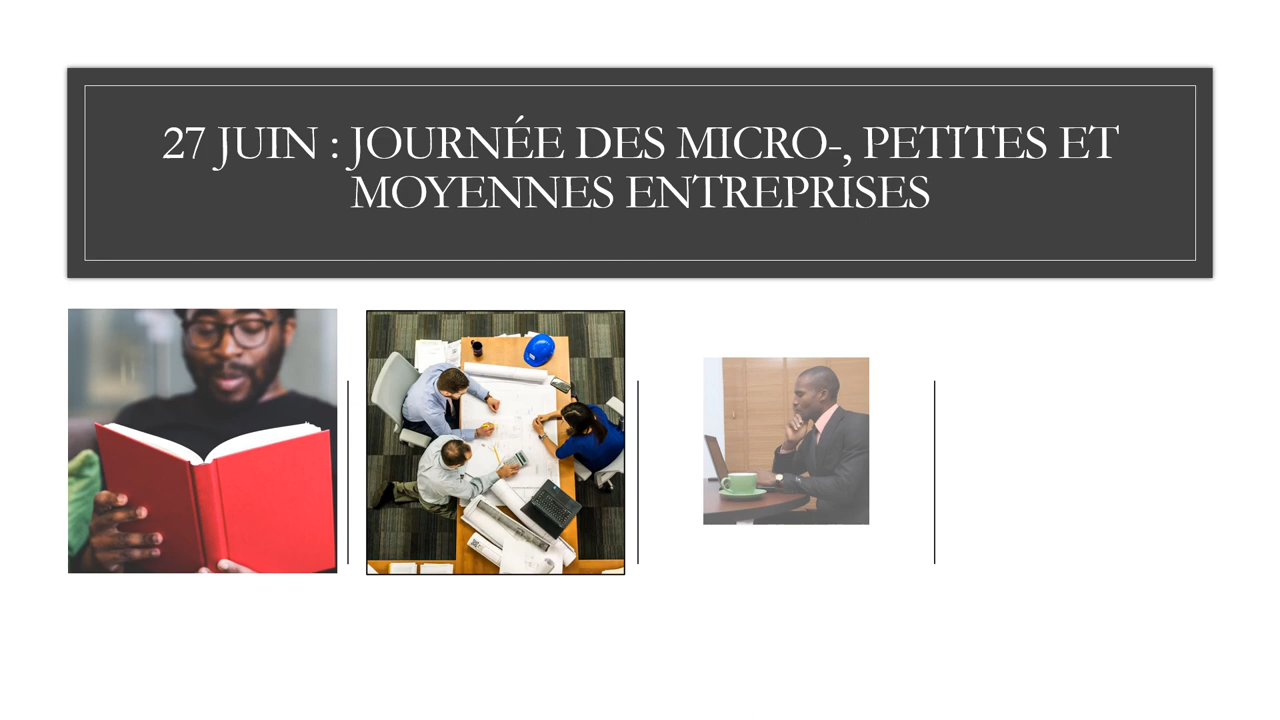 27 JUIN : JOURNÉE DES MICRO-, PETITES ET
MOYENNES ENTREPRISES